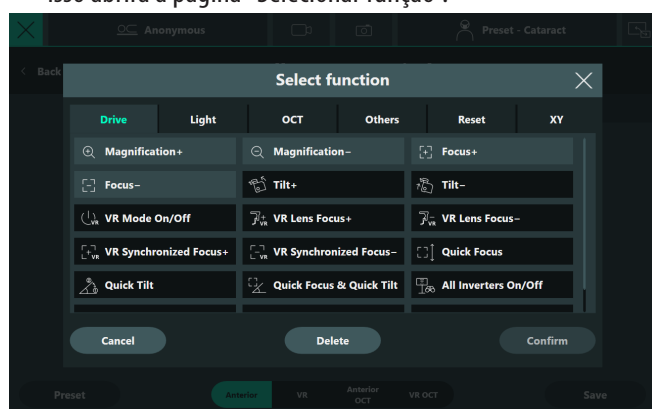 Isso abrirá a página "Selecionar função".
Anonymous Preset - Cataract
< Back
Select function
Drive Light OCT Others Reset XY
Magnification+ Magnification– Focus+
Focus– Tilt+ Tilt–
VR Mode On/Off VR Lens Focus+ VR Lens Focus–
VR Synchronized Focus+ VR Synchronized Focus– Quick Focus
Quick Tilt Quick Focus & Quick Tilt All Inverters On/Off
Cancel Delete Confirm
Preset Anterior VR Anterior OCT VR OCT Save